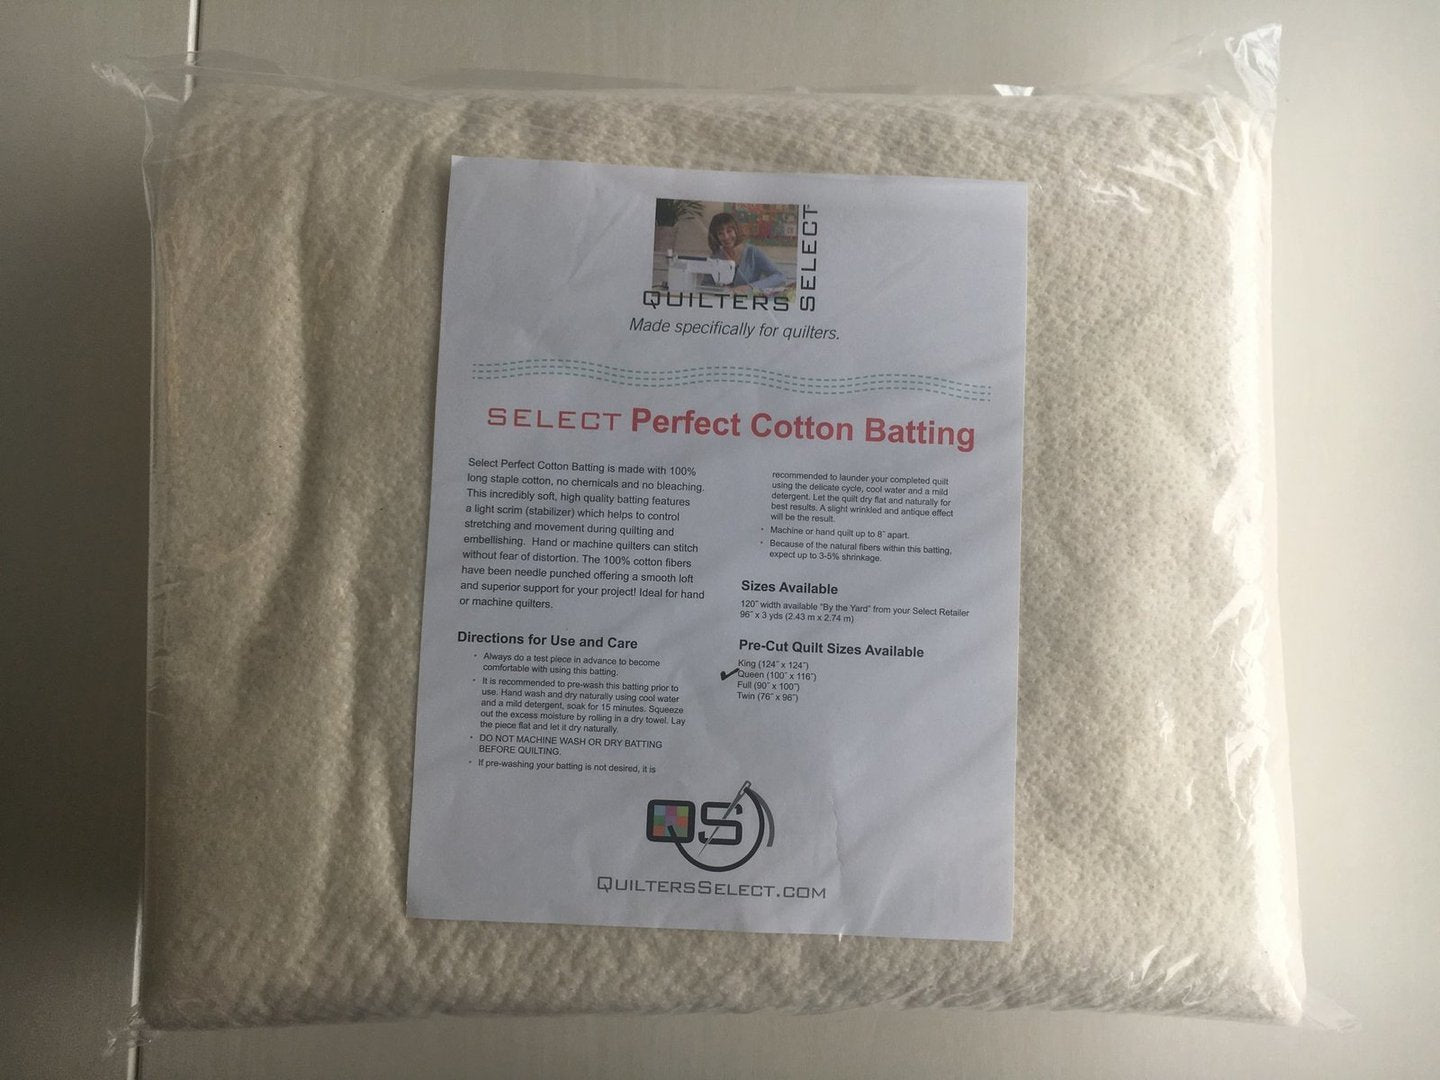 QUILTERS
SELECT
Made specifically for quilters.
SELECT Perfect Cotton Batting
Select Perfect Cotton Batting is made with 100%
long staple cotton, no chemicals and no bleaching.
This incredibly soft, high quality batting features
a light scrim (stabilizer) which helps to control
stretching and movement during quilting and
embellishing. Hand or machine quilters can stitch
without fear of distortion. The 100% cotton fibers
have been needle punched offering a smooth loft
and superior support for your project! Ideal for hand
or machine quilters.
Directions for Use and Care
• Always do a test piece in advance to become
comfortable with using this batting.
• It is recommended to pre-wash this batting prior to
use. Hand wash and dry naturally using cool water
and a mild detergent, soak for 15 minutes. Squeeze
out the excess moisture by rolling in a dry towel. Lay
the piece flat and let it dry naturally.
• DO NOT MACHINE WASH OR DRY BATTING
BEFORE QUILTING.
• If pre-washing your batting is not desired, it is
recommended to launder your completed quilt
using the delicate cycle, cool water and a mild
detergent. Let the quilt dry flat and naturally for
best results. A slight wrinkled and antique effect
will be the result.
• Machine or hand quilt up to 8" apart.
• Because of the natural fibers within this batting,
expect up to 3-5% shrinkage.
Sizes Available
120" width available "By the Yard" from your Select Retailer
96" x 3 yds (2.43 m x 2.74 m)
Pre-Cut Quilt Sizes Available
King (124" x 124")
✓Queen (100" x 116")
Full (90" x 100")
Twin (76" x 96")
QS
QUILTERSSELECT.COM